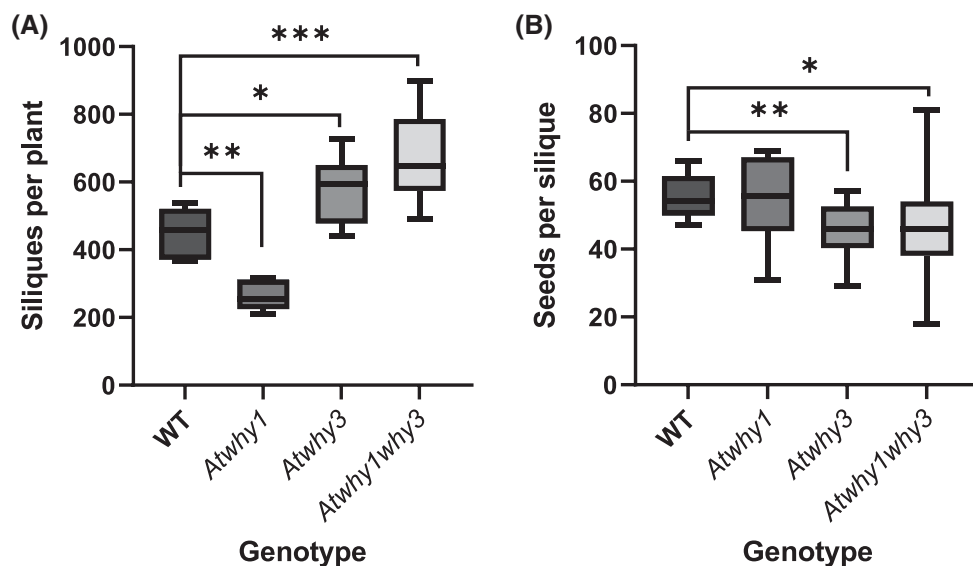 (A)
Siliques per plant
1000
800
600
400
200
0
***
*
**
WT
Atwhy1
Atwhy3
Atwhy1why3
Genotype
(B)
Seeds per silique
100
80
60
40
20
0
*
**
WT
Atwhy1
Atwhy3
Atwhy1why3
Genotype